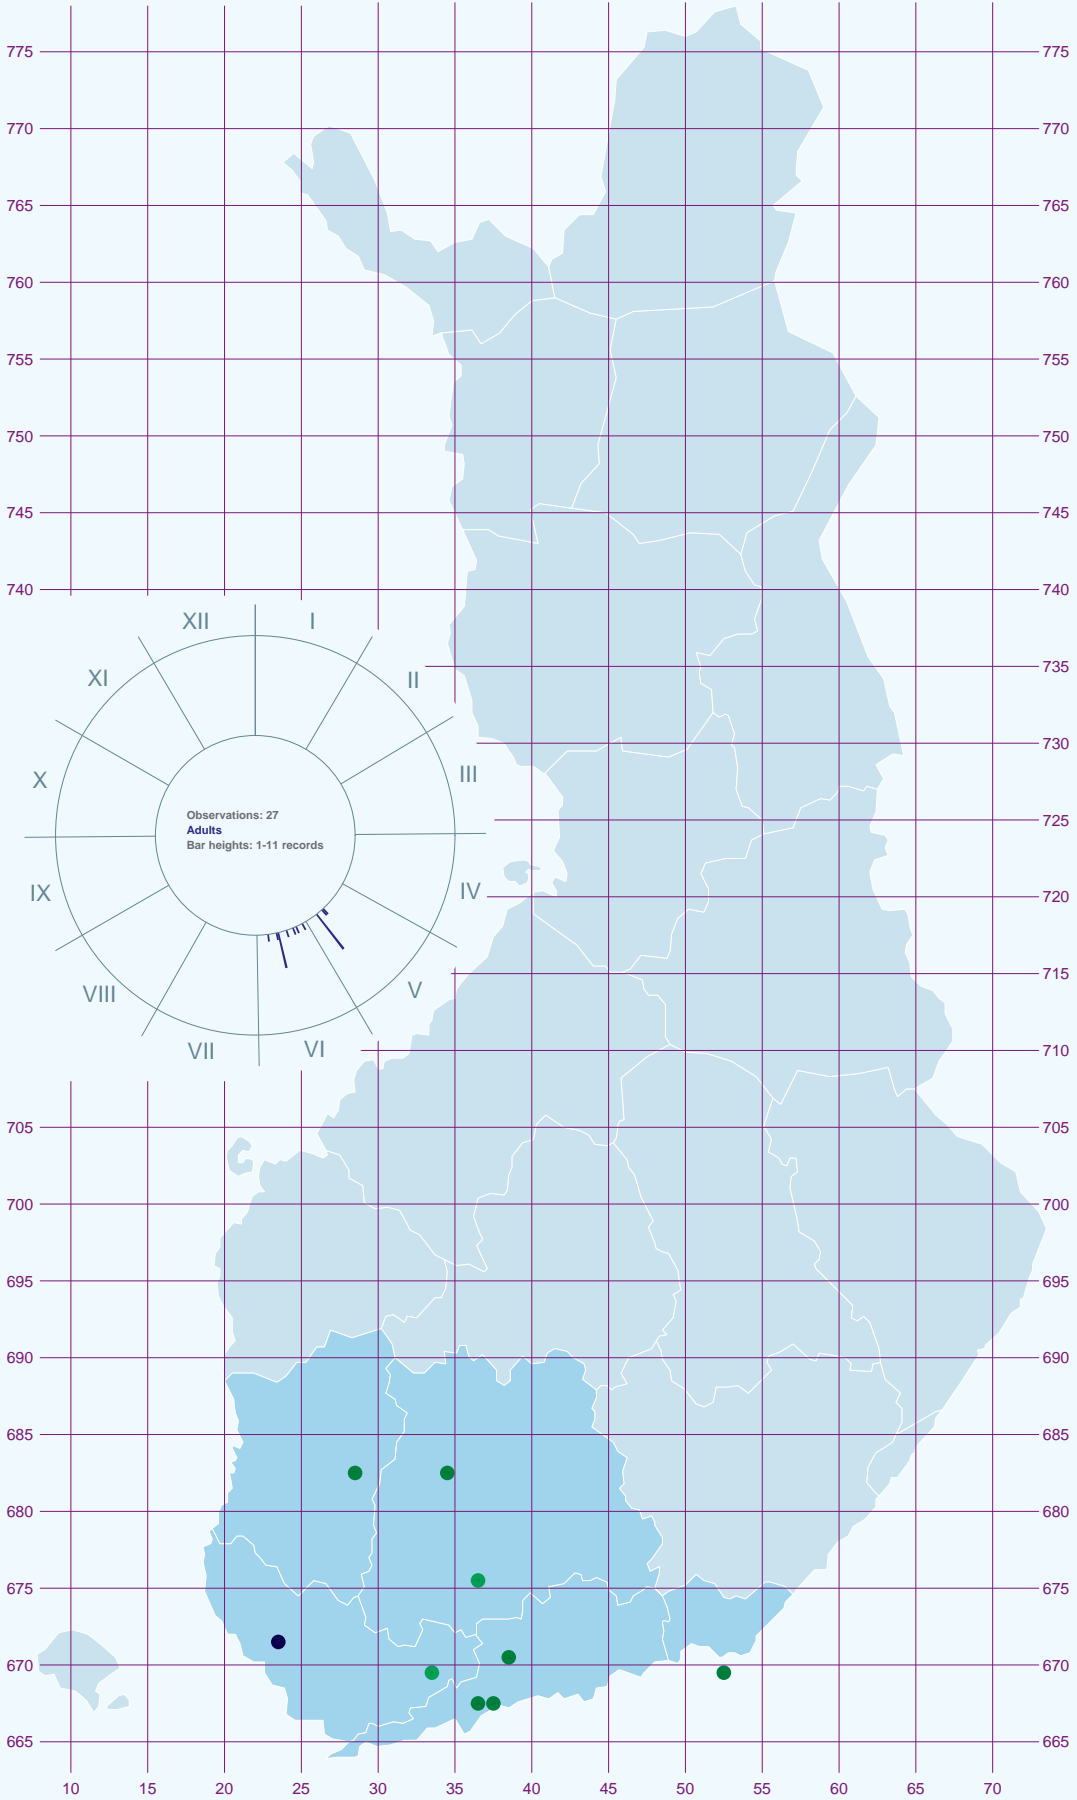 775 775
770 770
765 765
760 760
755 755
750 750
745 745
740 740
XII I
XI II
735
730
X III
Observations: 27
Adults
Bar heights: 1-11 records
725
IX IV
720
VIII V
715
VII VI
710
705 705
700 700
695 695
690 690
685 685
680 680
675 675
670 670
665 665
10 15 20 25 30 35 40 45 50 55 60 65 70